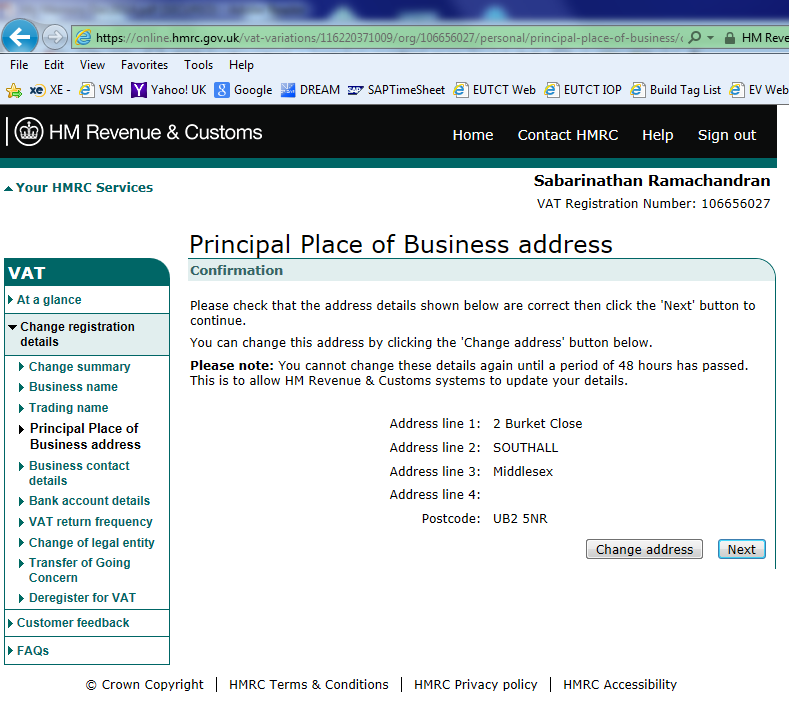 https://online.hmrc.gov.uk/vat-variations/116220371009/org/106656027/personal/principal-place-of-business/ HM Reve
File Edit View Favorites Tools Help
XE - VSM Yahoo! UK Google DREAM SAPTimeSheet EUTCT Web EUTCT IOP Build Tag List EV Web
HM Revenue & Customs
Home Contact HMRC Help Sign out
Your HMRC Services
Sabarinathan Ramachandran
VAT Registration Number: 106656027
Principal Place of Business address
Confirmation
Please check that the address details shown below are correct then click the 'Next' button to
continue.
You can change this address by clicking the 'Change address' button below.
Please note: You cannot change these details again until a period of 48 hours has passed.
This is to allow HM Revenue & Customs systems to update your details.
Address line 1: 2 Burket Close
Address line 2: SOUTHALL
Address line 3: Middlesex
Address line 4:
Postcode: UB2 5NR
Change address Next
VAT
At a glance
Change registration
details
Change summary
Business name
Trading name
Principal Place of
Business address
Business contact
details
Bank account details
VAT return frequency
Change of legal entity
Transfer of Going
Concern
Deregister for VAT
Customer feedback
FAQs
© Crown Copyright | HMRC Terms & Conditions | HMRC Privacy policy | HMRC Accessibility